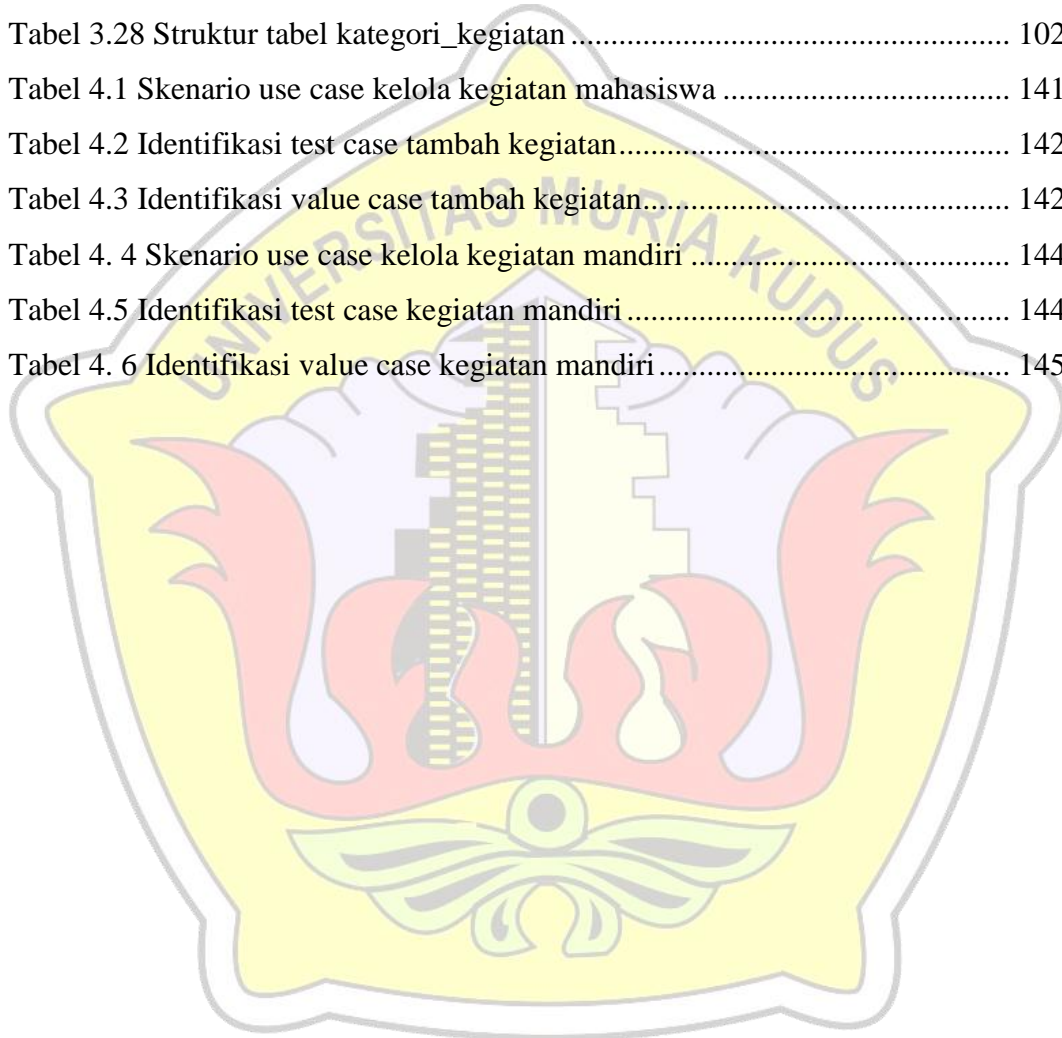 Tabel 3.28 Struktur tabel kategori_kegiatan ........................................................ 102
Tabel 4.1 Skenario use case kelola kegiatan mahasiswa ..................................... 141
Tabel 4.2 Identifikasi test case tambah kegiatan.................................................. 142
Tabel 4.3 Identifikasi value case tambah kegiatan............................................... 142
Tabel 4. 4 Skenario use case kelola kegiatan mandiri ......................................... 144
Tabel 4.5 Identifikasi test case kegiatan mandiri................................................. 144
Tabel 4. 6 Identifikasi value case kegiatan mandiri............................................. 145
UNIVERSITAS MURIA KUDUS